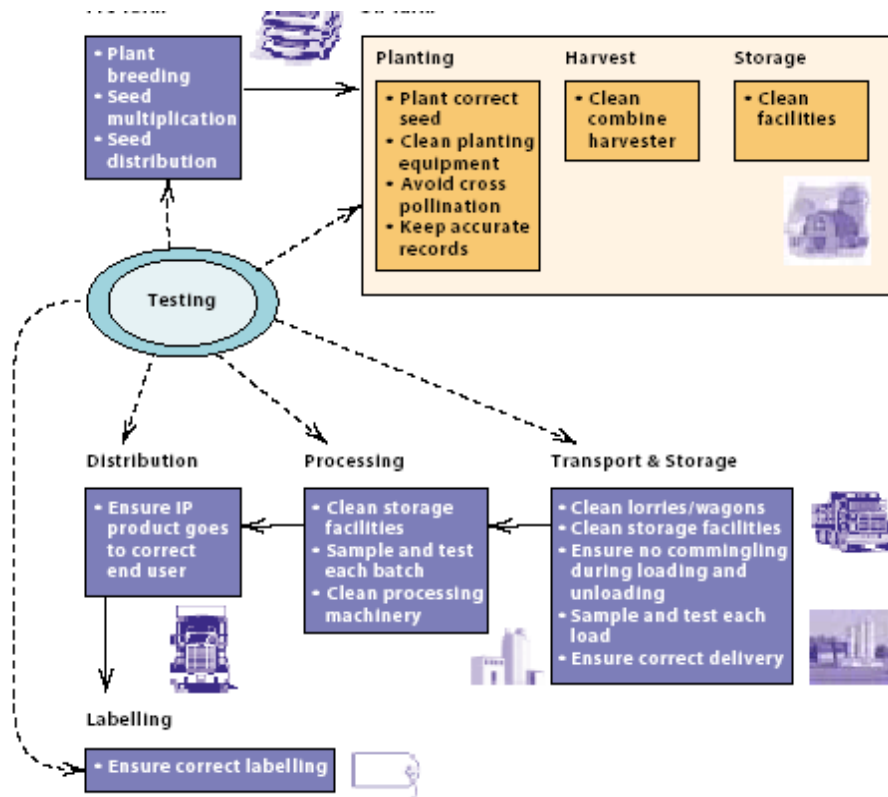 • Plant
breeding
• Seed
multiplication
• Seed
distribution
Planting
• Plant correct
seed
• Clean planting
equipment
• Avoid cross
pollination
• Keep accurate
records
Harvest
• Clean
combine
harvester
Storage
• Clean
facilities
Testing
Distribution
• Ensure IP
product goes
to correct
end user
Processing
• Clean storage
facilities
• Sample and test
each batch
• Clean processing
machinery
Transport & Storage
• Clean lorries/wagons
• Clean storage facilities
• Ensure no commingling
during loading and
unloading
• Sample and test each
load
• Ensure correct delivery
Labelling
• Ensure correct labelling